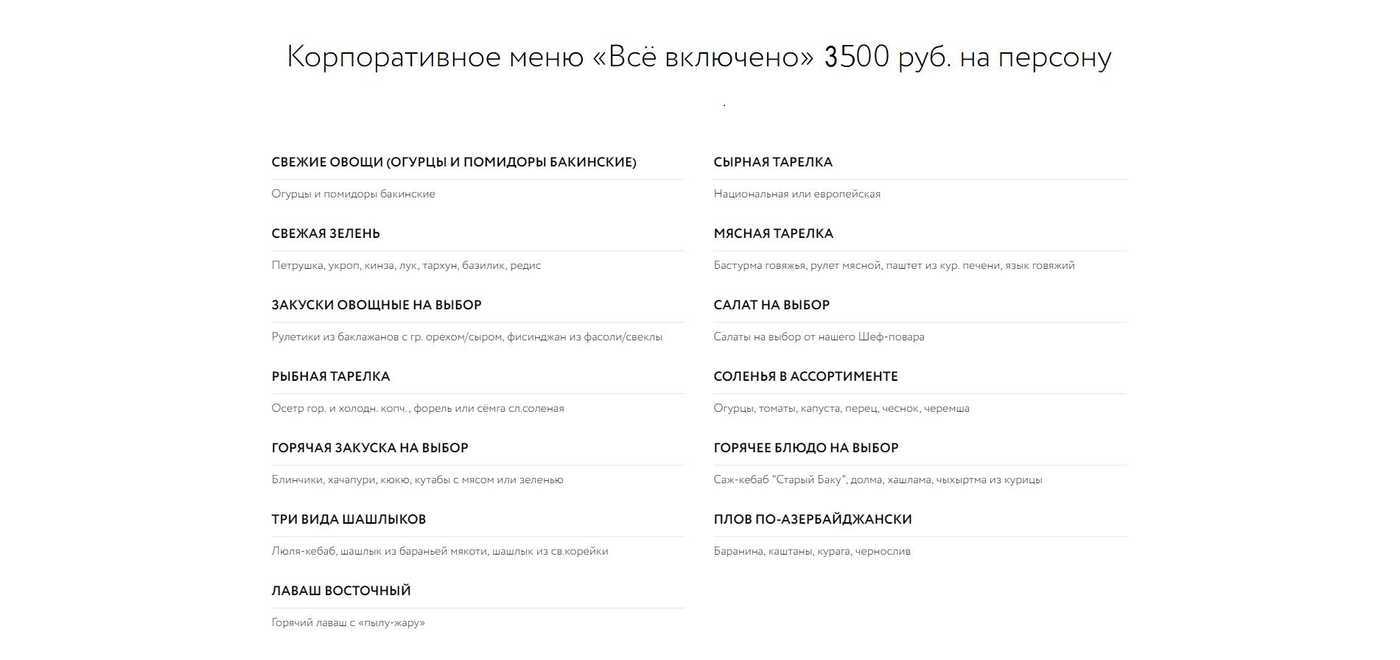 Корпоративное меню «Всё включено» 3500 руб. на персону
.
СВЕЖИЕ ОВОЩИ (ОГУРЦЫ И ПОМИДОРЫ БАКИНСКИЕ)
Огурцы и помидоры бакинские
СВЕЖАЯ ЗЕЛЕНЬ
Петрушка, укроп, кинза, лук, тархун, базилик, редис
ЗАКУСКИ ОВОЩНЫЕ НА ВЫБОР
Рулетики из баклажанов с гр. орехом/сыром, фисинджан из фасоли/свеклы
РЫБНАЯ ТАРЕЛКА
Осетр гор. и холодн. копч., форель или сёмга сл.соленая
ГОРЯЧАЯ ЗАКУСКА НА ВЫБОР
Блинчики, хачапури, кюкю, кутабы с мясом или зеленью
ТРИ ВИДА ШАШЛЫКОВ
Люля-кебаб, шашлык из бараньей мякоти, шашлык из св.корейки
ЛАВАШ ВОСТОЧНЫЙ
Горячий лаваш с «пылу-жару»
СЫРНАЯ ТАРЕЛКА
Национальная или европейская
МЯСНАЯ ТАРЕЛКА
Бастурма говяжья, рулет мясной, паштет из кур. печени, язык говяжий
САЛАТ НА ВЫБОР
Салаты на выбор от нашего Шеф-повара
СОЛЕНЬЯ В АССОРТИМЕНТЕ
Огурцы, томаты, капуста, перец, чеснок, черемша
ГОРЯЧЕЕ БЛЮДО НА ВЫБОР
Саж-кебаб "Старый Баку", долма, хашлама, чыхыртма из курицы
ПЛОВ ПО-АЗЕРБАЙДЖАНСКИ
Баранина, каштаны, курага, чернослив